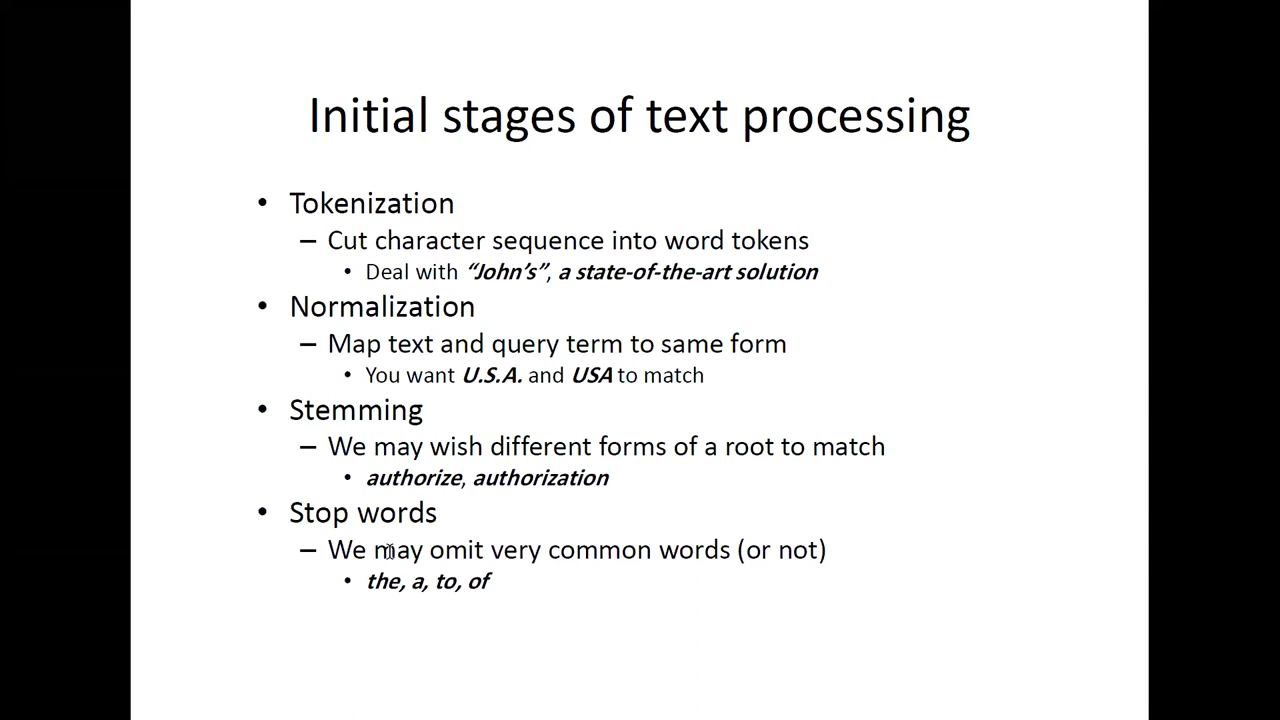 Initial stages of text processing
• Tokenization
– Cut character sequence into word tokens
• Deal with “John’s”, a state-of-the-art solution
• Normalization
– Map text and query term to same form
• You want U.S.A. and USA to match
• Stemming
– We may wish different forms of a root to match
• authorize, authorization
• Stop words
– We may omit very common words (or not)
• the, a, to, of